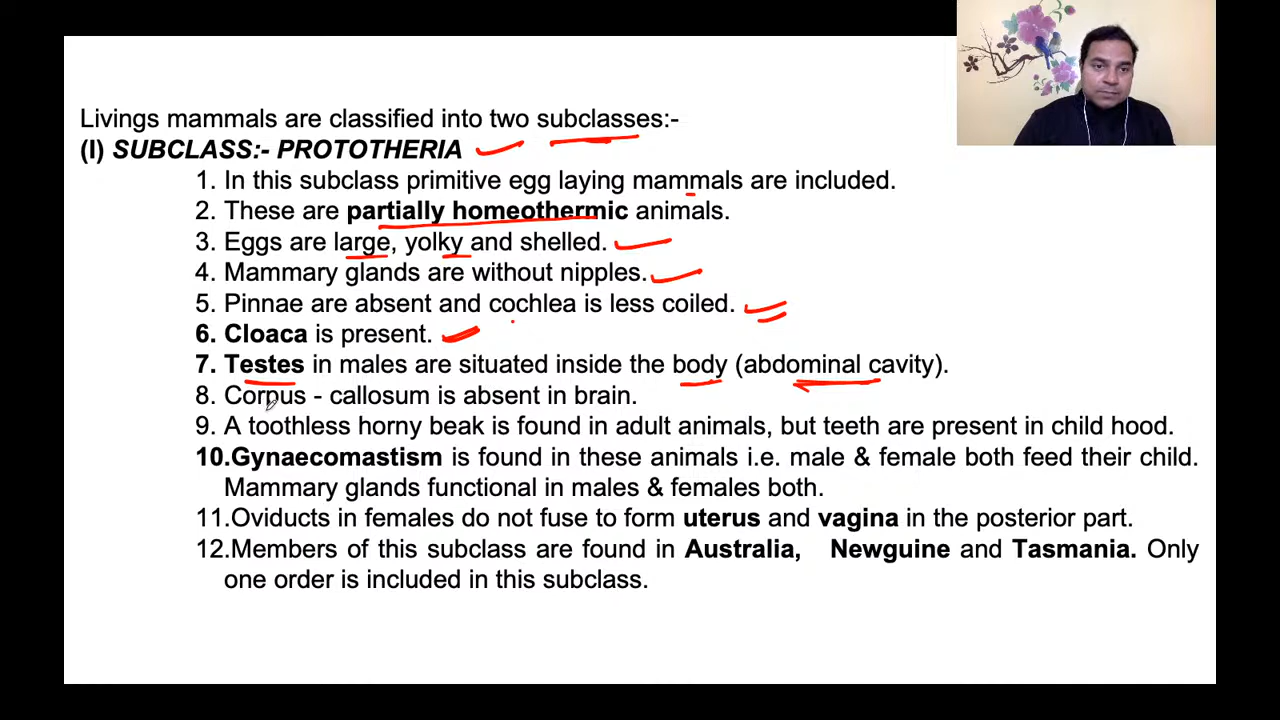 Livings mammals are classified into two subclasses:-
(I) SUBCLASS:- PROTOTHERIA
1. In this subclass primitive egg laying mammals are included.
2. These are partially homeothermic animals.
3. Eggs are large, yolky and shelled.
4. Mammary glands are without nipples.
5. Pinnae are absent and cochlea is less coiled.
6. Cloaca is present.
7. Testes in males are situated inside the body (abdominal cavity).
8. Corpus - callosum is absent in brain.
9. A toothless horny beak is found in adult animals, but teeth are present in child hood.
10.Gynaecomastism is found in these animals i.e. male & female both feed their child.
Mammary glands functional in males & females both.
11.Oviducts in females do not fuse to form uterus and vagina in the posterior part.
12.Members of this subclass are found in Australia, Newguine and Tasmania. Only
one order is included in this subclass.